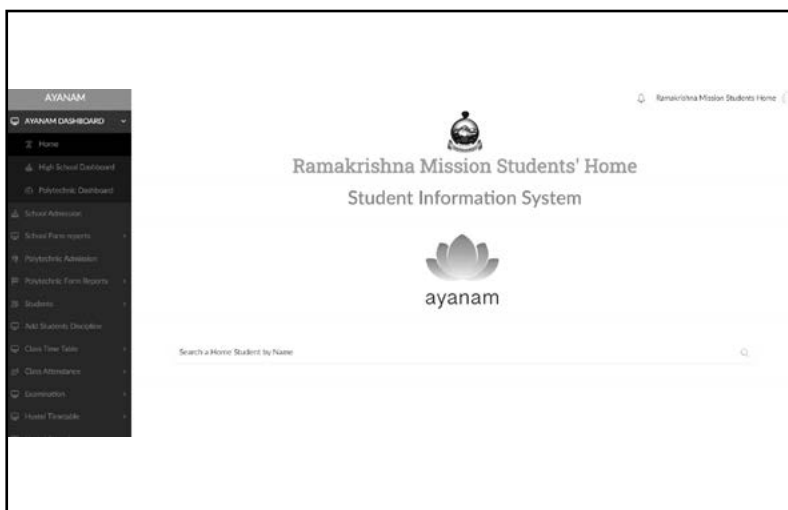 AYANAM
AYANAM DASHBOARD
Home
High School Dashboard
Polytechnic Dashboard
School Admission
School Form reports
Polytechnic Admission
Polytechnic Form Reports
Students
Add Students Discipline
Class Time Table
Class Attendance
Examination
Hostel Timetable
Ramakrishna Mission Students Home
Ramakrishna Mission Students' Home
Student Information System
ayanam
Search a Home Student by Name